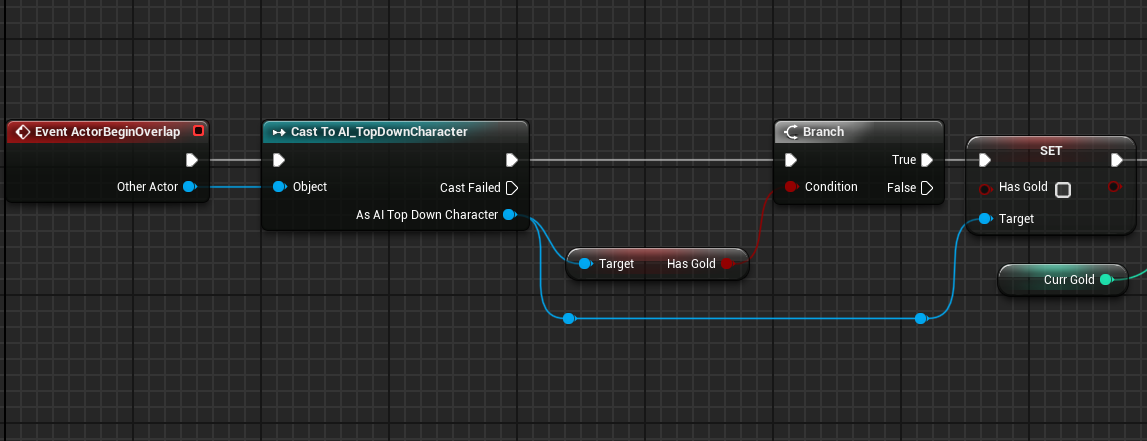 Event ActorBeginOverlap
Other Actor
Cast To AI_TopDownCharacter
Object
Cast Failed
As AI Top Down Character
Target
Has Gold
Branch
True
Condition
False
SET
Has Gold
Target
Curr Gold